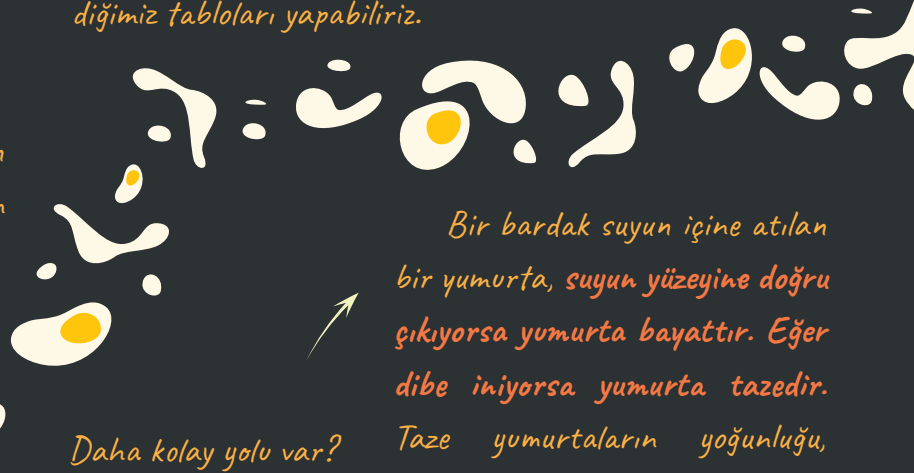 diğimiz tabloları yapabiliriz.
Bir bardak suyun içine atılan
bir yumurta, suyun yüzeyine doğru
çıkıyorsa yumurta bayattır. Eğer
dibe iniyorsa yumurta tazedir.
Taze yumurtaların yoğunluğu,
Daha kolay yolu var?